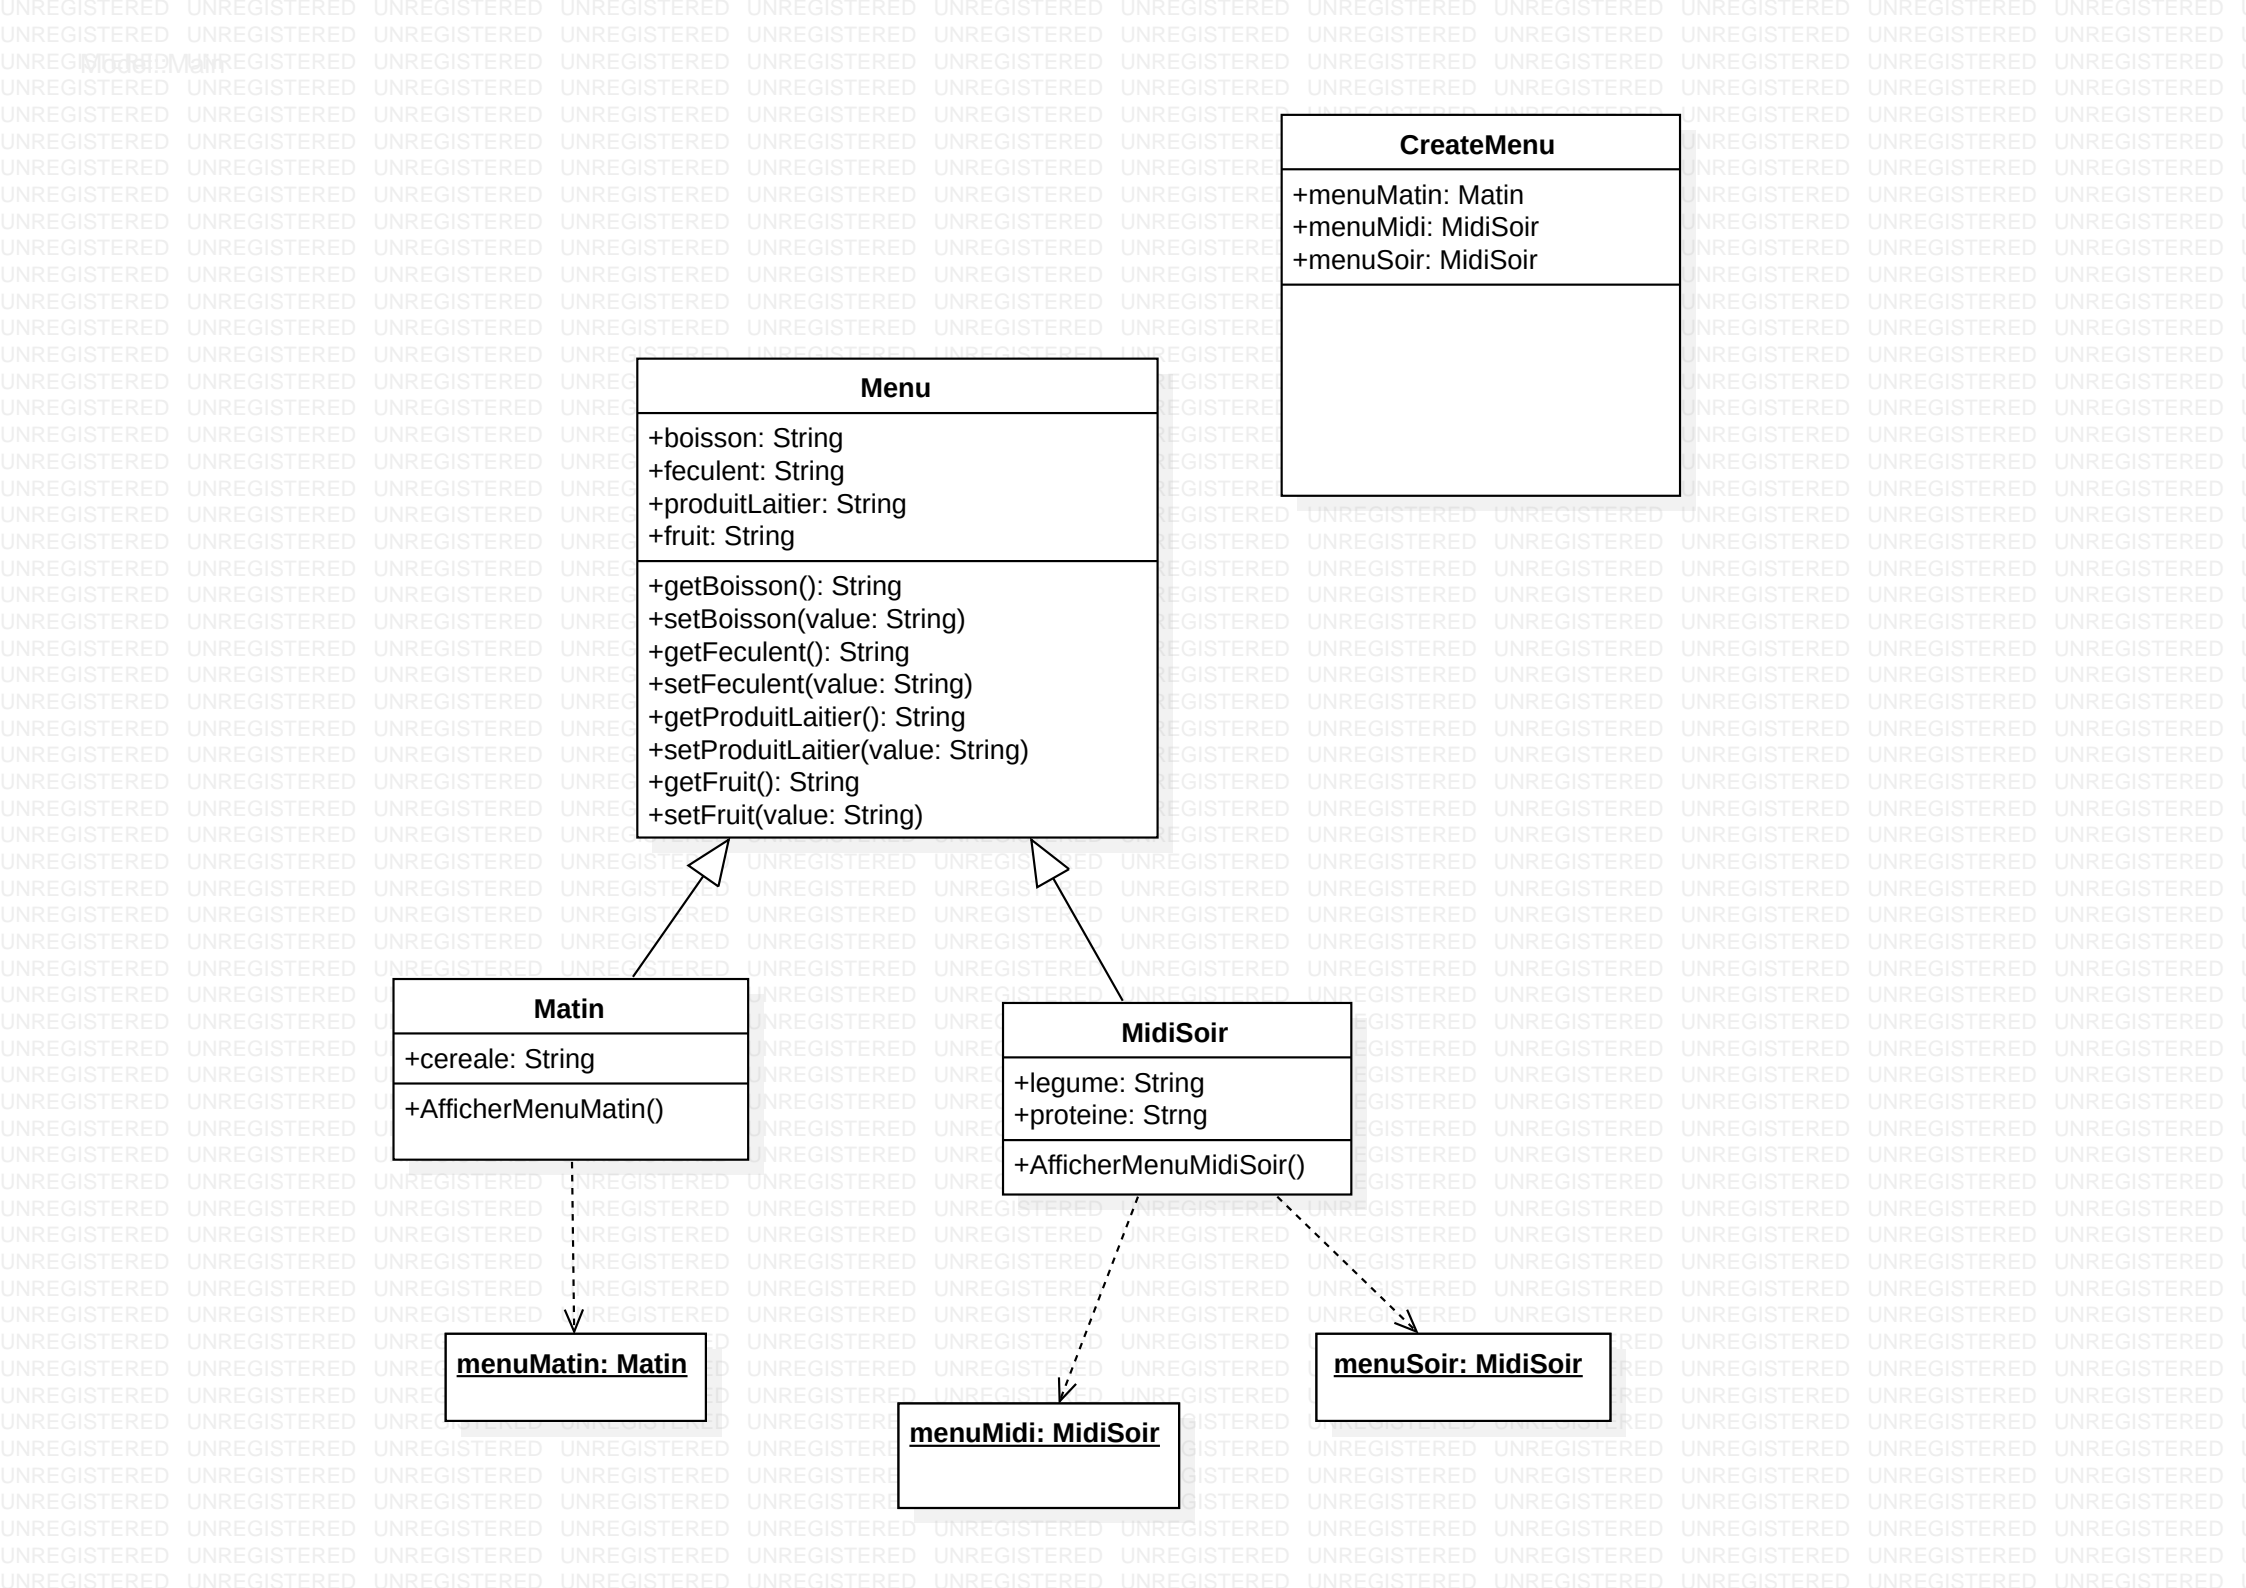 Model::Main
CreateMenu
+menuMatin: Matin
+menuMidi: MidiSoir
+menuSoir: MidiSoir
Menu
+boisson: String
+feculent: String
+produitLaitier: String
+fruit: String
+getBoisson(): String
+setBoisson(value: String)
+getFeculent(): String
+setFeculent(value: String)
+getProduitLaitier(): String
+setProduitLaitier(value: String)
+getFruit(): String
+setFruit(value: String)
Matin
+cereale: String
+AfficherMenuMatin()
MidiSoir
+legume: String
+proteine: Strng
+AfficherMenuMidiSoir()
menuMatin: Matin
menuSoir: MidiSoir
menuMidi: MidiSoir
UNREGISTERED